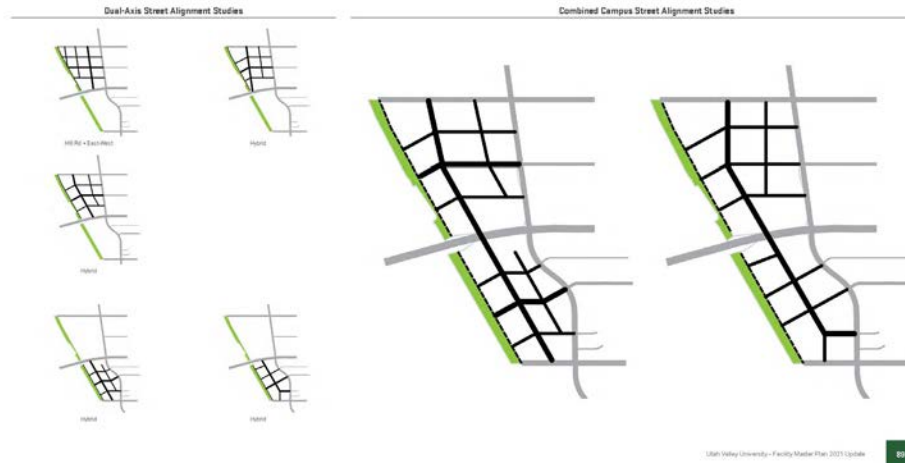 Dual-Axis Street Alignment Studies
Combined Campus Street Alignment Studies
Mill Rd + East-West
Hybrid
Hybrid
Hybrid
Hybrid
Utah Valley University - Facility Master Plan 2021 Update
89